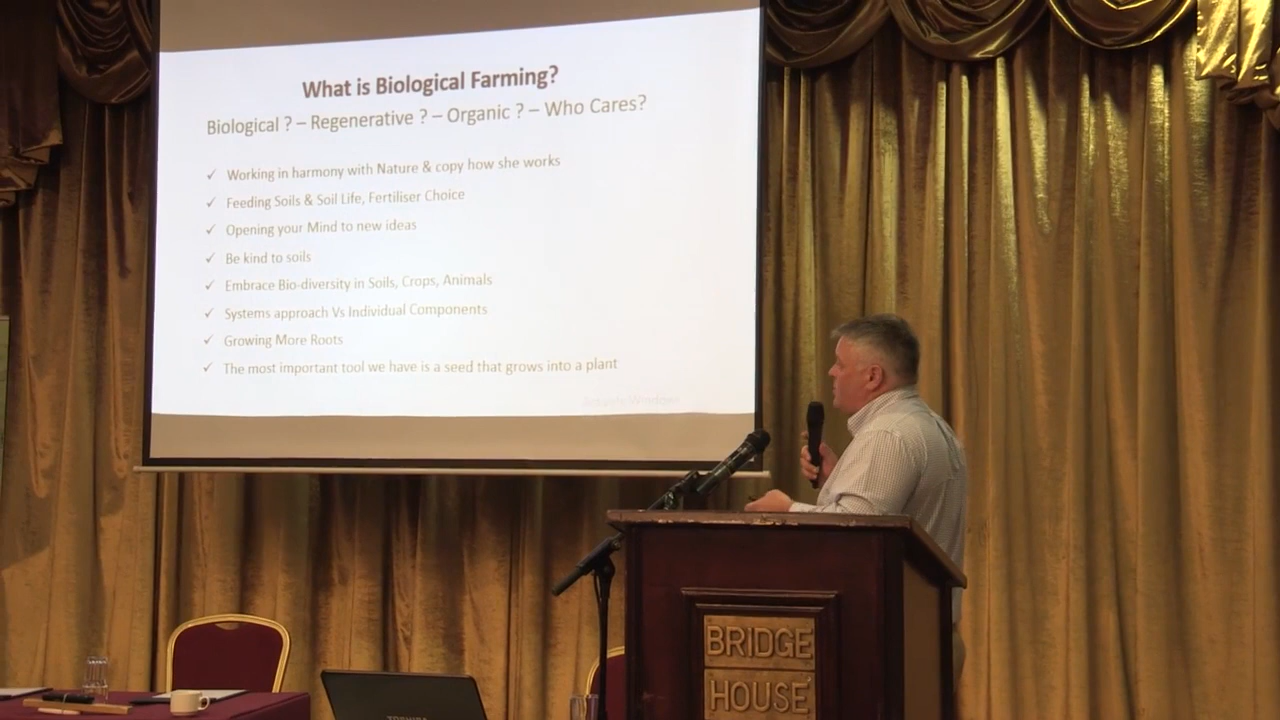 What is Biological Farming?
Biological ? – Regenerative ? – Organic ? – Who Cares?
✓ Working in harmony with Nature & copy how she works
✓ Feeding Soils & Soil Life, Fertiliser Choice
✓ Opening your Mind to new ideas
✓ Be kind to soils
✓ Embrace Bio-diversity in Soils, Crops, Animals
✓ Systems approach Vs Individual Components
✓ Growing More Roots
✓ The most important tool we have is a seed that grows into a plant
BRIDGE
HOUSE
TOSHIBA